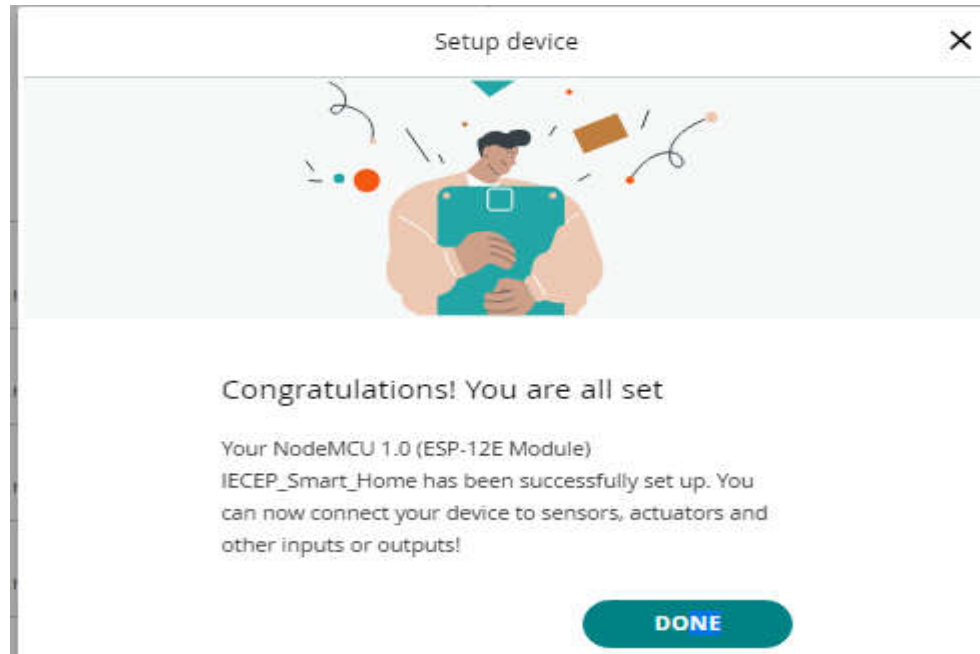 Setup device
Congratulations! You are all set
Your NodeMCU 1.0 (ESP-12E Module)
IECEP_Smart_Home has been successfully set up. You
can now connect your device to sensors, actuators and
other inputs or outputs!
DONE